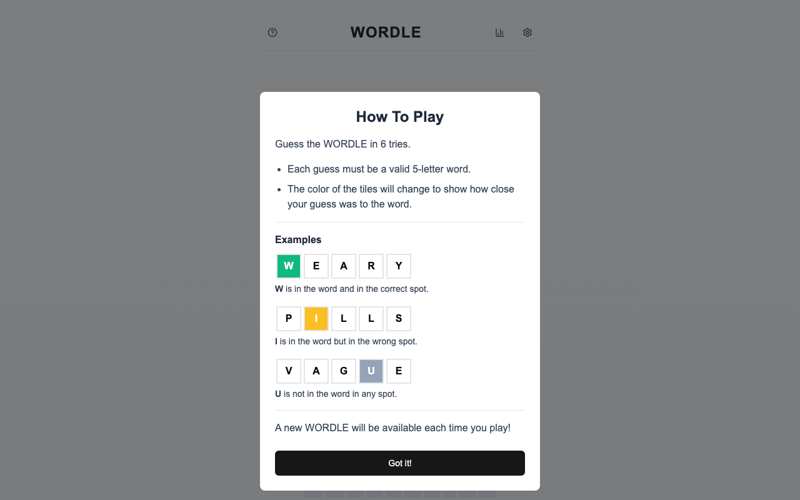 WORDLE
How To Play
Guess the WORDLE in 6 tries.
Each guess must be a valid 5-letter word.
The color of the tiles will change to show how close
your guess was to the word.
Examples
W E A R Y
W is in the word and in the correct spot.
P I L L S
I is in the word but in the wrong spot.
V A G U E
U is not in the word in any spot.
A new WORDLE will be available each time you play!
Got it!